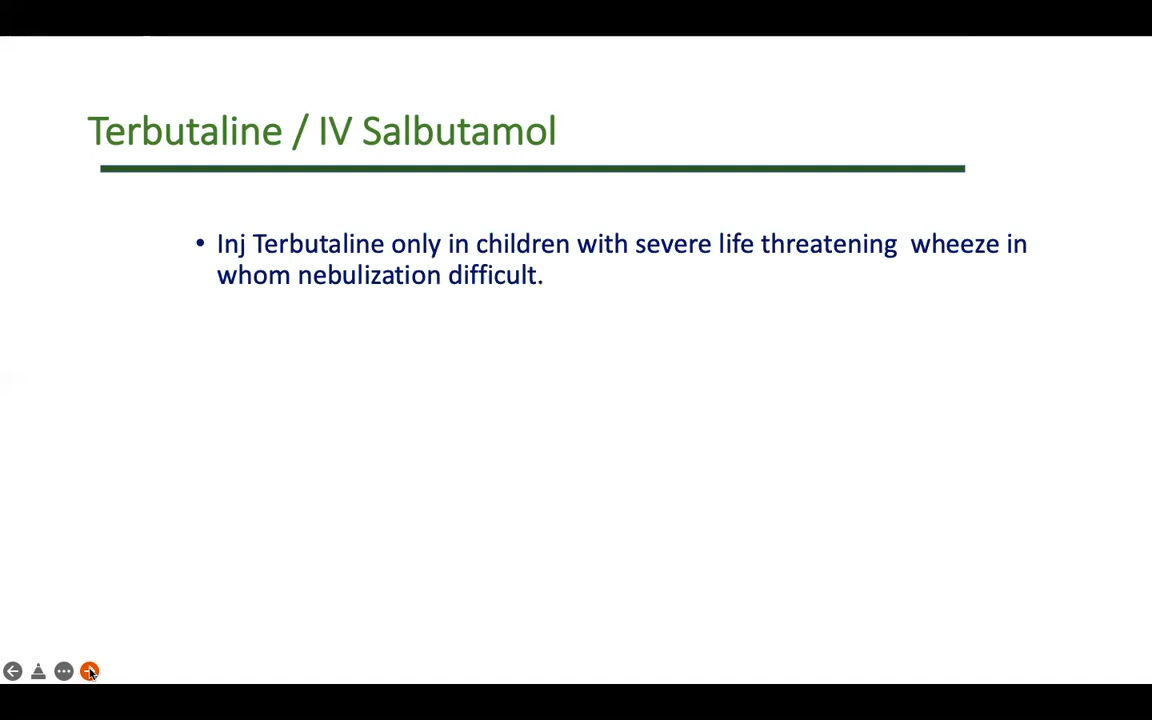 Terbutaline / IV Salbutamol
• Inj Terbutaline only in children with severe life threatening  wheeze in
whom nebulization difficult.